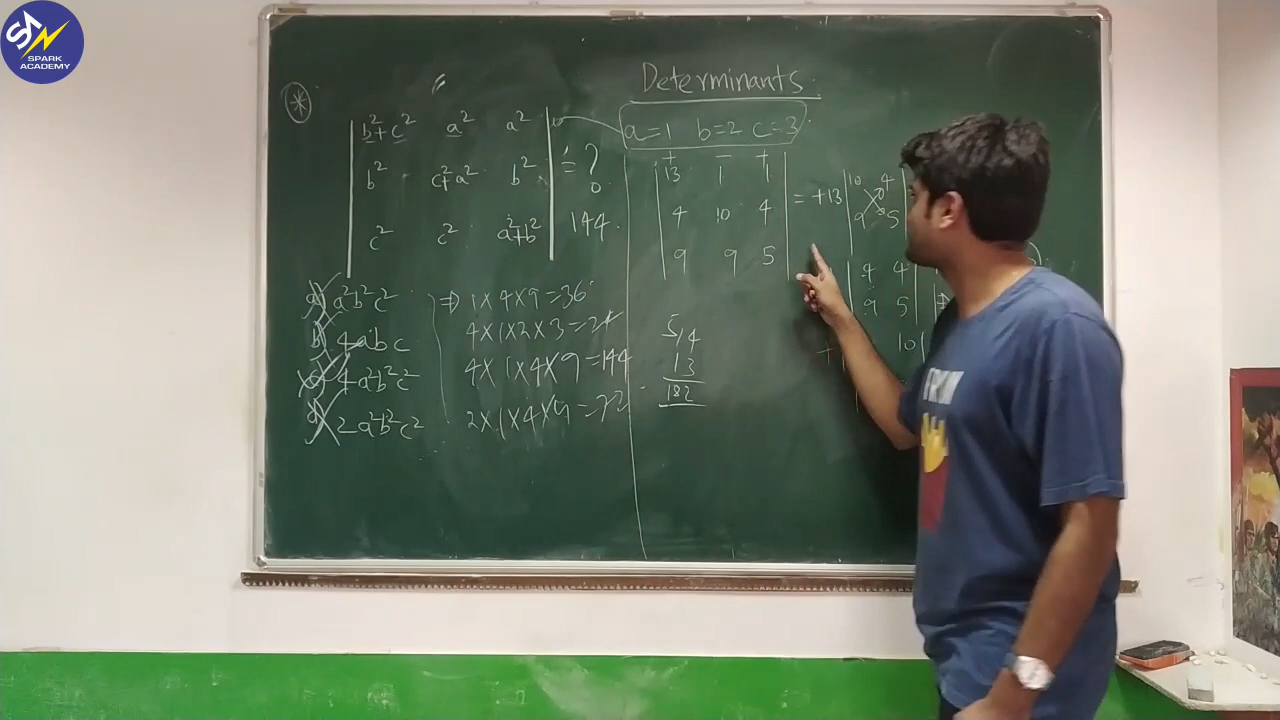 SPARK
ACADEMY
Determinants
a=1 b=2 c=3
b²+c² a² a²
b² c²+a² b² = ?
c² c² a²+b² 144
a) a²b²c² ⇒ 1×4×9=36
b) 4abc 4×1×2×3=24
c) 4a²b²c² 4×1×4×9=144
d) 2a²b²c² 2×1×4×9=72
+ − +
13 1 1
4 10 4
9 9 5
= +13
10 4
9 5
4 4
9 5
+1 10
14
13
182